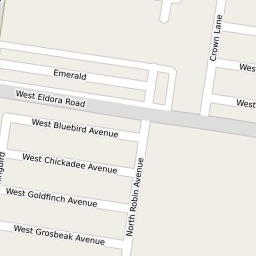 Crown Lane
West
Emerald
West Eldora Road
West
West Bluebird Avenue
West Chickadee Avenue
West Goldfinch Avenue
North Robin Avenue
West Grosbeak Avenue